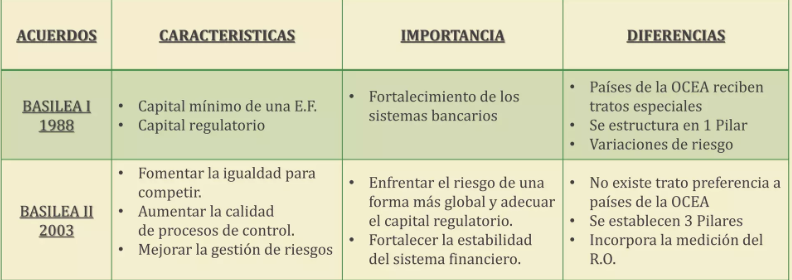 ACUERDOS
CARACTERISTICAS
IMPORTANCIA
DIFERENCIAS
BASILEA I
1988
• Capital mínimo de una E.F.
• Capital regulatorio
• Fortalecimiento de los
sistemas bancarios
• Países de la OCEA reciben
tratos especiales
• Se estructura en 1 Pilar
• Variaciones de riesgo
BASILEA II
2003
• Fomentar la igualdad para
competir.
• Aumentar la calidad
de procesos de control.
• Mejorar la gestión de riesgos
• Enfrentar el riesgo de una
forma más global y adecuar
el capital regulatorio.
• Fortalecer la estabilidad
del sistema financiero.
• No existe trato preferencia a
países de la OCEA
• Se establecen 3 Pilares
• Incorpora la medición del
R.O.